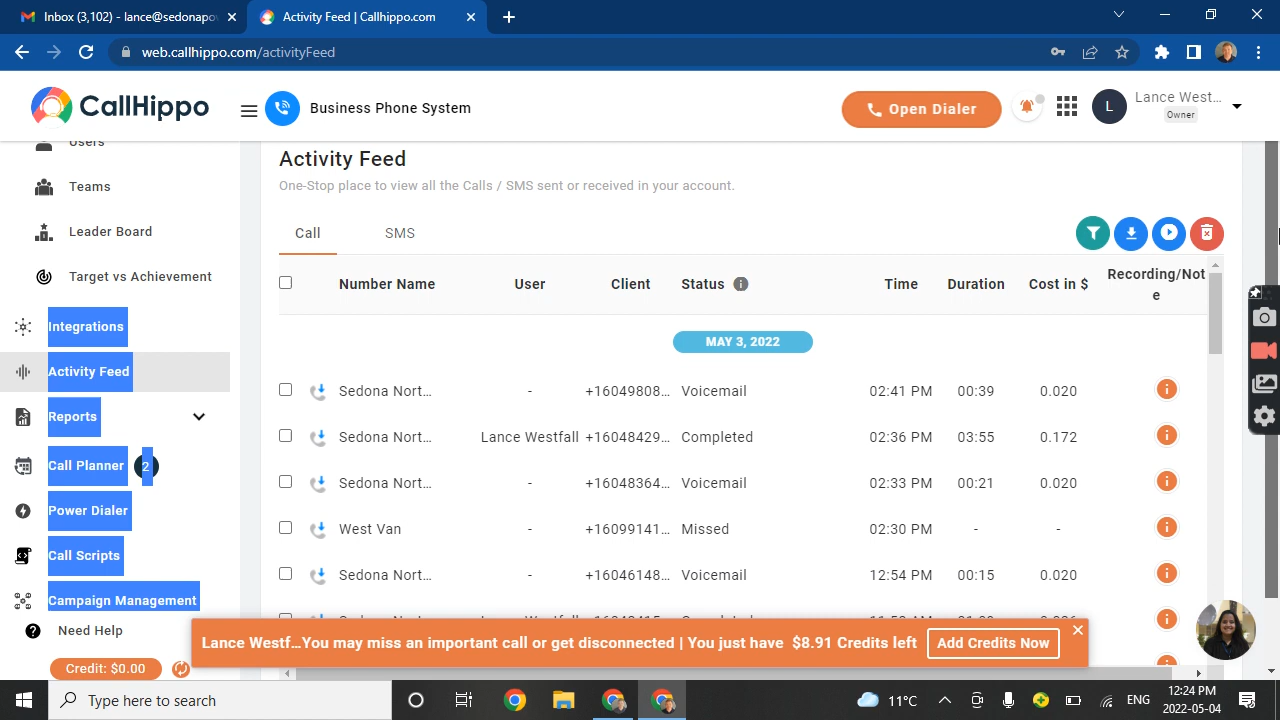 Inbox (3,102) - lance@sedonapo
Activity Feed | Callhippo.com
web.callhippo.com/activityFeed
CallHippo
Business Phone System
Open Dialer
L
Lance West...
Owner
Users
Teams
Leader Board
Target vs Achievement
Integrations
Activity Feed
Reports
Call Planner 2
Power Dialer
Call Scripts
Campaign Management
Need Help
Credit: $0.00
Activity Feed
One-Stop place to view all the Calls / SMS sent or received in your account.
Call SMS
Number Name User Client Status Time Duration Cost in $ Recording/Not
e
MAY 3, 2022
Sedona Nort... - +16049808... Voicemail 02:41 PM 00:39 0.020
Sedona Nort... Lance Westfall +16048429... Completed 02:36 PM 03:55 0.172
Sedona Nort... - +16048364... Voicemail 02:33 PM 00:21 0.020
West Van - +16099141... Missed 02:30 PM - -
Sedona Nort... - +16046148... Voicemail 12:54 PM 00:15 0.020
Lance Westf...You may miss an important call or get disconnected | You just have $8.91 Credits left Add Credits Now
Type here to search
11°C
ENG
12:24 PM
2022-05-04